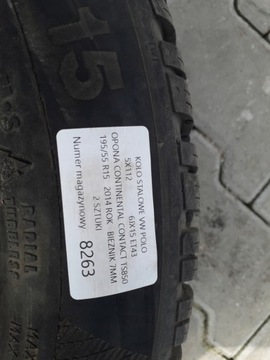 15
KOŁO STALOWE VW POLO
5X112 6JX15 ET43
OPONA CONTINENTAL CONTACT TS850
195/55 R15 2014 ROK BIEŻNIK 7MM
2 SZTUKI
Numer magazynowy 8263